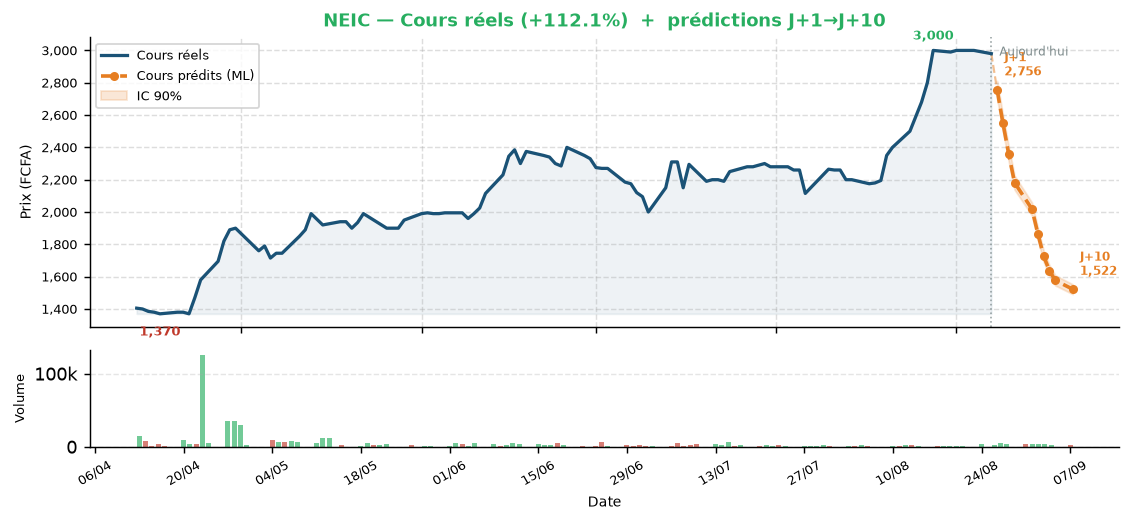 NEIC — Cours réels (+112.1%)  +  prédictions J+1→J+10
Cours réels
Cours prédits (ML)
IC 90%
3,000
Aujourd'hui
J+1
2,756
J+10
1,522
1,370
Prix (FCFA)
3,000
2,800
2,600
2,400
2,200
2,000
1,800
1,600
1,400
Volume
100k
0
06/04
20/04
04/05
18/05
01/06
15/06
29/06
13/07
27/07
10/08
24/08
07/09
Date